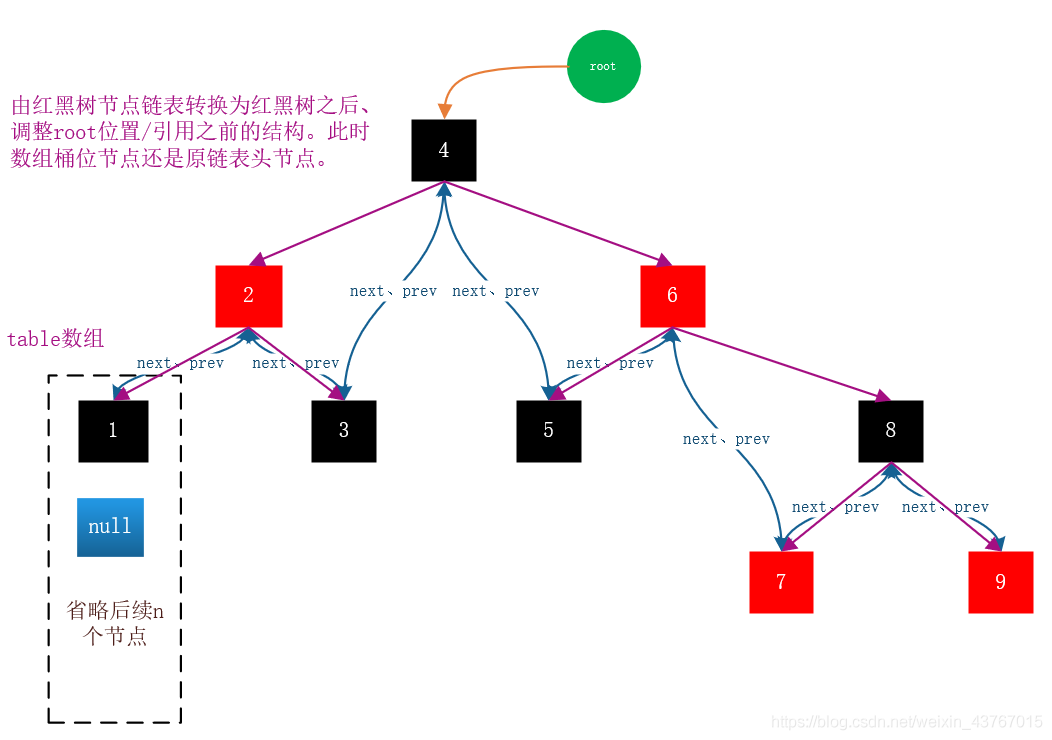 root
由红黑树节点链表转换为红黑树之后、
调整root位置/引用之前的结构。此时
数组桶位节点还是原链表头节点。
4
2
6
next、prev
next、prev
table数组
next、prev
next、prev
next、prev
1
3
5
8
next、prev
null
next、prev
next、prev
7
9
省略后续n
个节点
https://blog.csdn.net/weixin_43767015